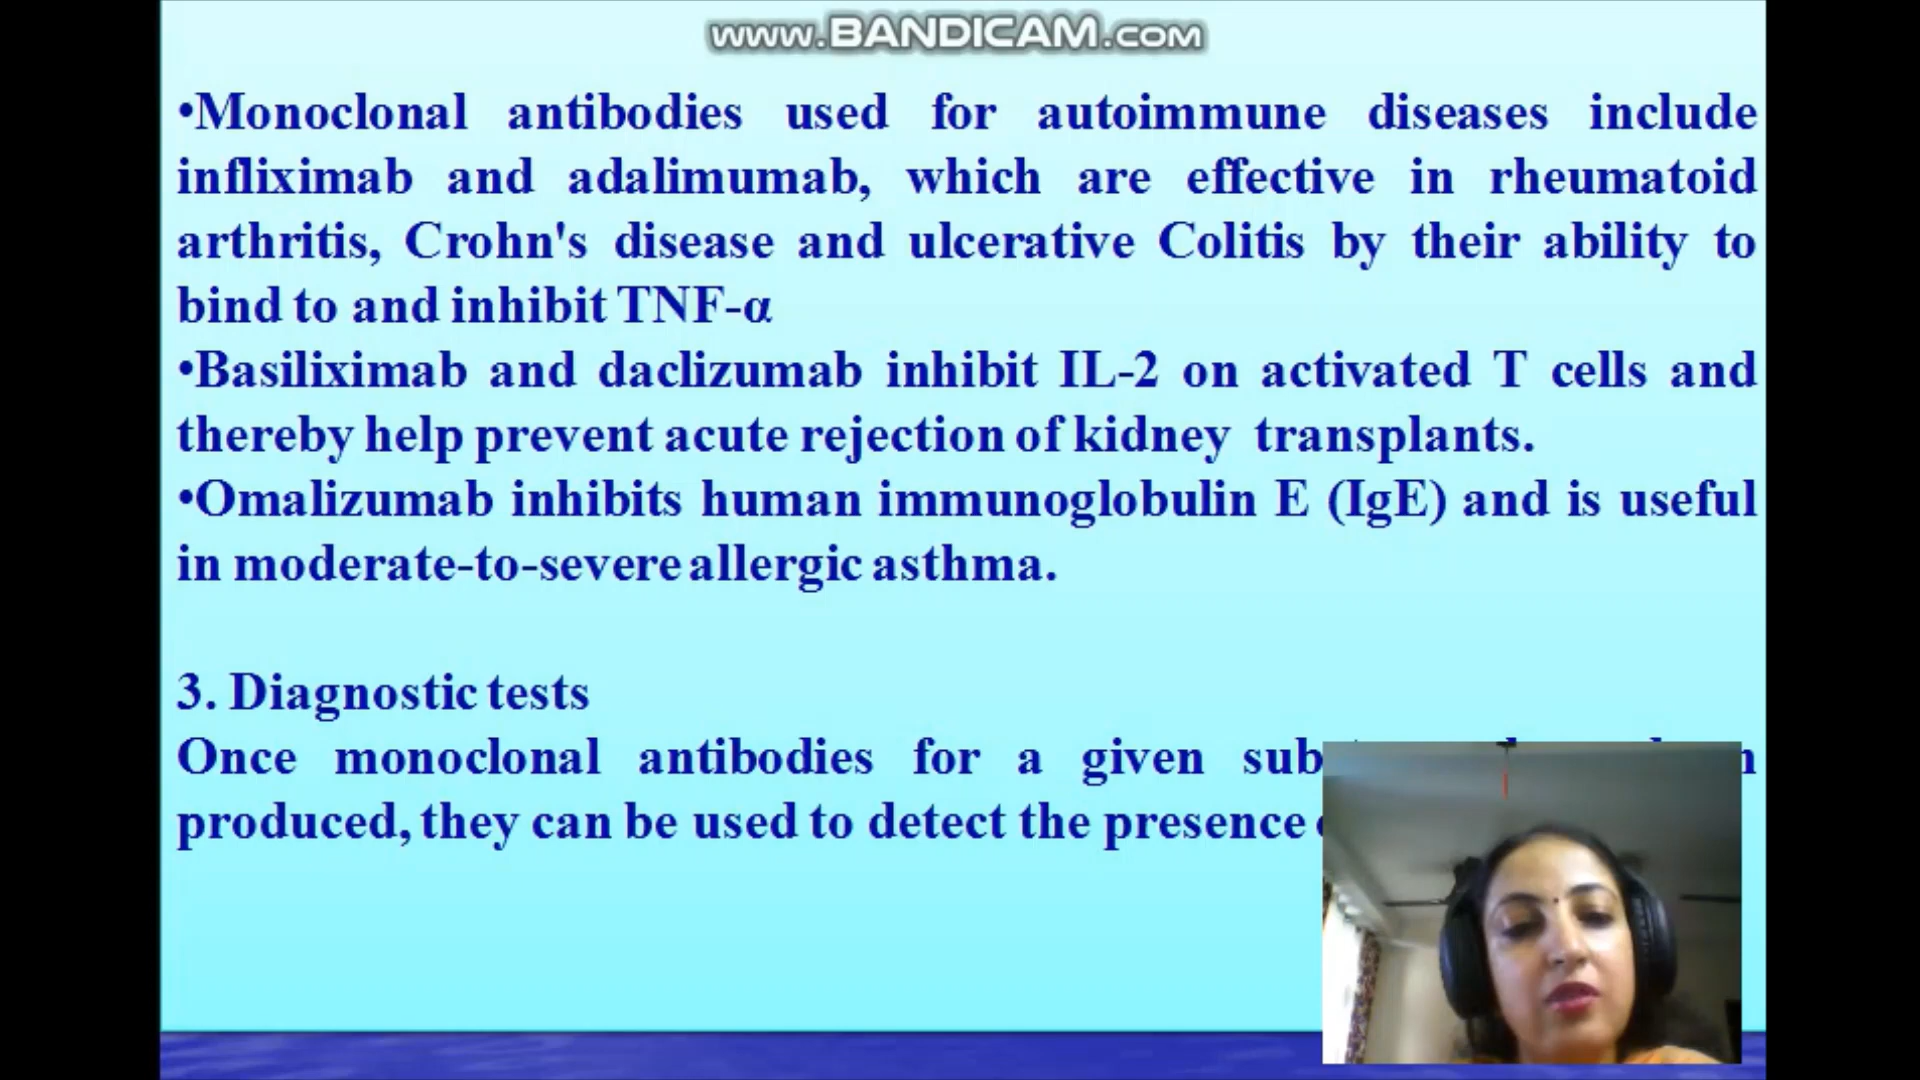 www.BANDICAM.com
•Monoclonal antibodies used for autoimmune diseases include
infliximab and adalimumab, which are effective in rheumatoid
arthritis, Crohn's disease and ulcerative Colitis by their ability to
bind to and inhibit TNF-α
•Basiliximab and daclizumab inhibit IL-2 on activated T cells and
thereby help prevent acute rejection of kidney transplants.
•Omalizumab inhibits human immunoglobulin E (IgE) and is useful
in moderate-to-severe allergic asthma.
3. Diagnostic tests
Once monoclonal antibodies for a given
produced, they can be used to detect the presence